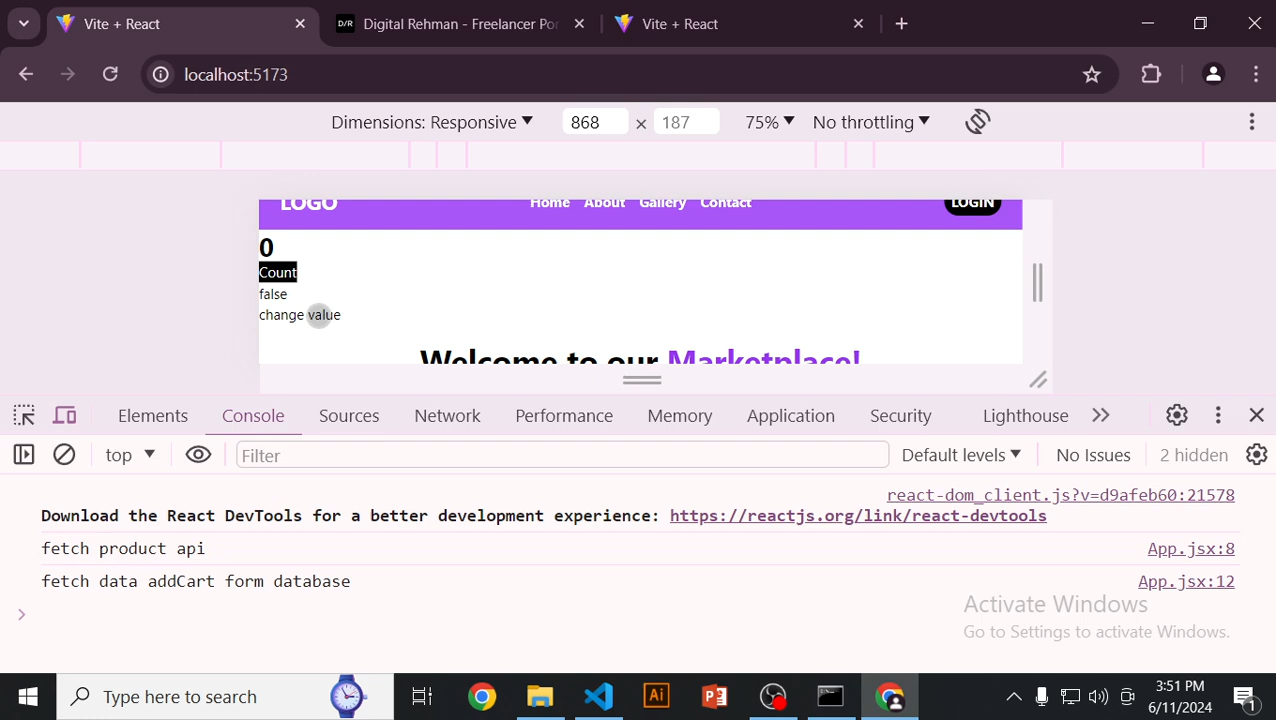 Vite + React
D/R Digital Rehman - Freelancer Por
Vite + React
localhost:5173
Dimensions: Responsive 868 × 187 75% No throttling
LOGO Home About Gallery Contact LOGIN
0
Count
false
change value
Welcome to our Marketplace!
Elements Console Sources Network Performance Memory Application Security Lighthouse
top Filter Default levels No Issues 2 hidden
react-dom_client.js?v=d9afeb60:21578
Download the React DevTools for a better development experience: https://reactjs.org/link/react-devtools
fetch product api App.jsx:8
fetch data addCart form database App.jsx:12
Activate Windows
Go to Settings to activate Windows.
Type here to search
3:51 PM
6/11/2024
1